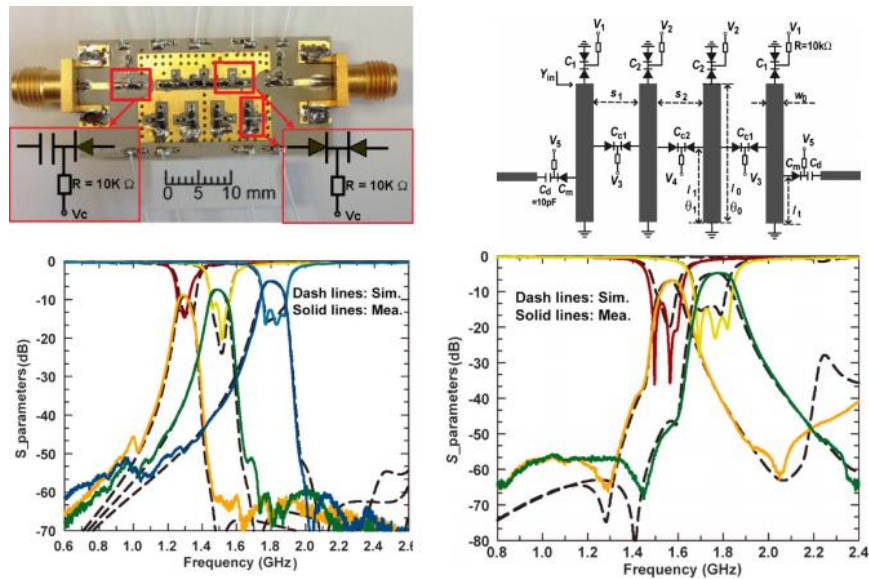 R = 10K Ω
Vc
0 5 10 mm
R = 10K Ω
Vc
V1
V2
V2
V1
R=10kΩ
C1
C2
C2
C1
Yin
s1
s2
w0
V5
Cc1
Cc2
Cc1
V5
Cm
Cd
Cd
Cm
=10pF
V3
V4
V3
l1
θ1
l0
θ0
lt
S_parameters(dB)
0
-10
-20
-30
-40
-50
-60
-70
Dash lines: Sim.
Solid lines: Mea.
0.6 0.8 1.0 1.2 1.4 1.6 1.8 2.0 2.2 2.4 2.6
Frequency (GHz)
S_parameters(dB)
0
-10
-20
-30
-40
-50
-60
-70
-80
Dash lines: Sim.
Solid lines: Mea.
0.8 1.0 1.2 1.4 1.6 1.8 2.0 2.2 2.4
Frequency (GHz)